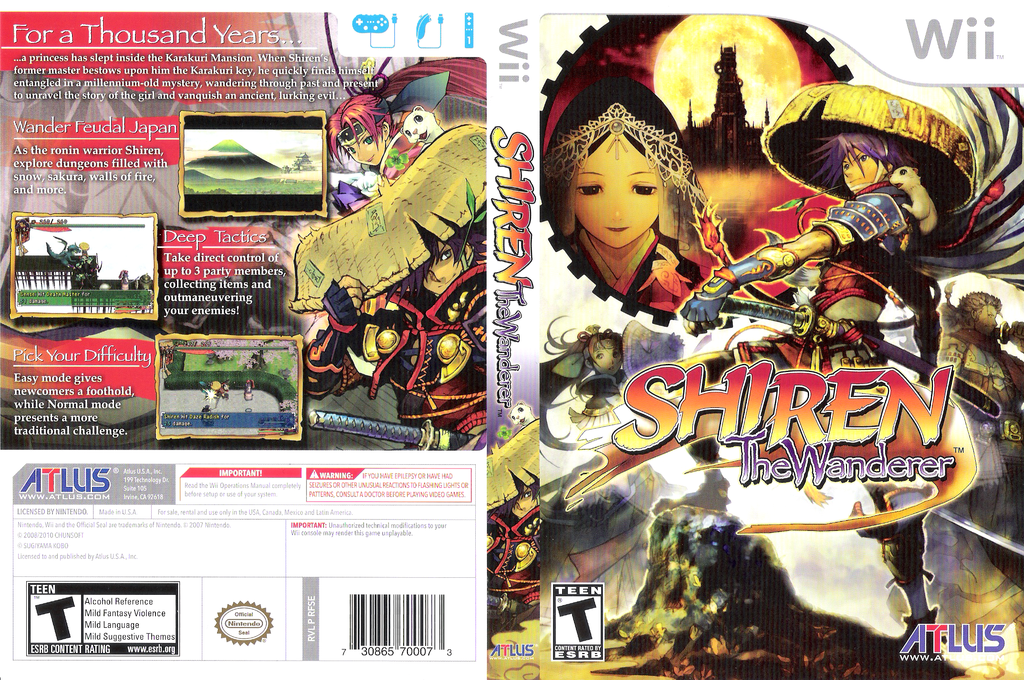 For a Thousand Years...
...a princess has slept inside the Karakuri Mansion. When Shiren's
former master bestows upon him the Karakuri key, he quickly finds himself
entangled in a millennium-old mystery, wandering through past and present
to unravel the story of the girl and vanquish an ancient, lurking evil...
Wander Feudal Japan
As the ronin warrior Shiren,
explore dungeons filled with
snow, sakura, walls of fire,
and more.
Deep Tactics
Take direct control of
up to 3 party members,
collecting items and
outmaneuvering
your enemies!
Pick Your Difficulty
Easy mode gives
newcomers a foothold,
while Normal mode
presents a more
traditional challenge.
1
ATLUS®
WWW.ATLUS.COM
Atlus U.S.A., Inc.
199 Technology Dr.
Suite 105
Irvine, CA 92618
IMPORTANT!
Read the Wii Operations Manual completely
before setup or use of your system.
WARNING: IF YOU HAVE EPILEPSY OR HAVE HAD
SEIZURES OR OTHER UNUSUAL REACTIONS TO FLASHING LIGHTS OR
PATTERNS, CONSULT A DOCTOR BEFORE PLAYING VIDEO GAMES.
LICENSED BY NINTENDO.
Made in U.S.A
For sale, rental and use only in the USA, Canada, Mexico and Latin America.
Nintendo, Wii and the Official Seal are trademarks of Nintendo. © 2007 Nintendo.
© 2008/2010 CHUNSOFT
© SUGIYAMA KOBO
Licensed to and published by Atlus U.S.A., Inc.
IMPORTANT: Unauthorized technical modifications to your
Wii console may render this game unplayable.
TEEN
T
Alcohol Reference
Mild Fantasy Violence
Mild Language
Mild Suggestive Themes
ESRB CONTENT RATING www.esrb.org
Official
Nintendo
Seal
RVL P RFSE
7 30865 70007 3
Wii
SHIREN The Wanderer™
ATLUS
Wii™
SHIREN
The Wanderer™
TEEN
T
CONTENT RATED BY
ESRB
ATLUS